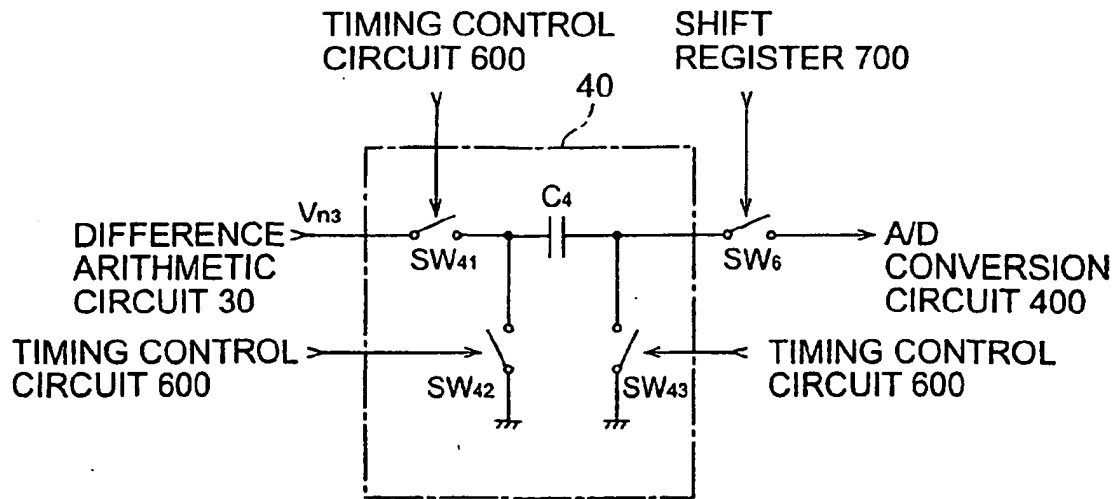 TIMING CONTROL
CIRCUIT 600
SHIFT
REGISTER 700
40
Vn3
C4
DIFFERENCE
ARITHMETIC
CIRCUIT 30
SW41
SW6
A/D
CONVERSION
CIRCUIT 400
TIMING CONTROL
CIRCUIT 600
SW42
SW43
TIMING CONTROL
CIRCUIT 600